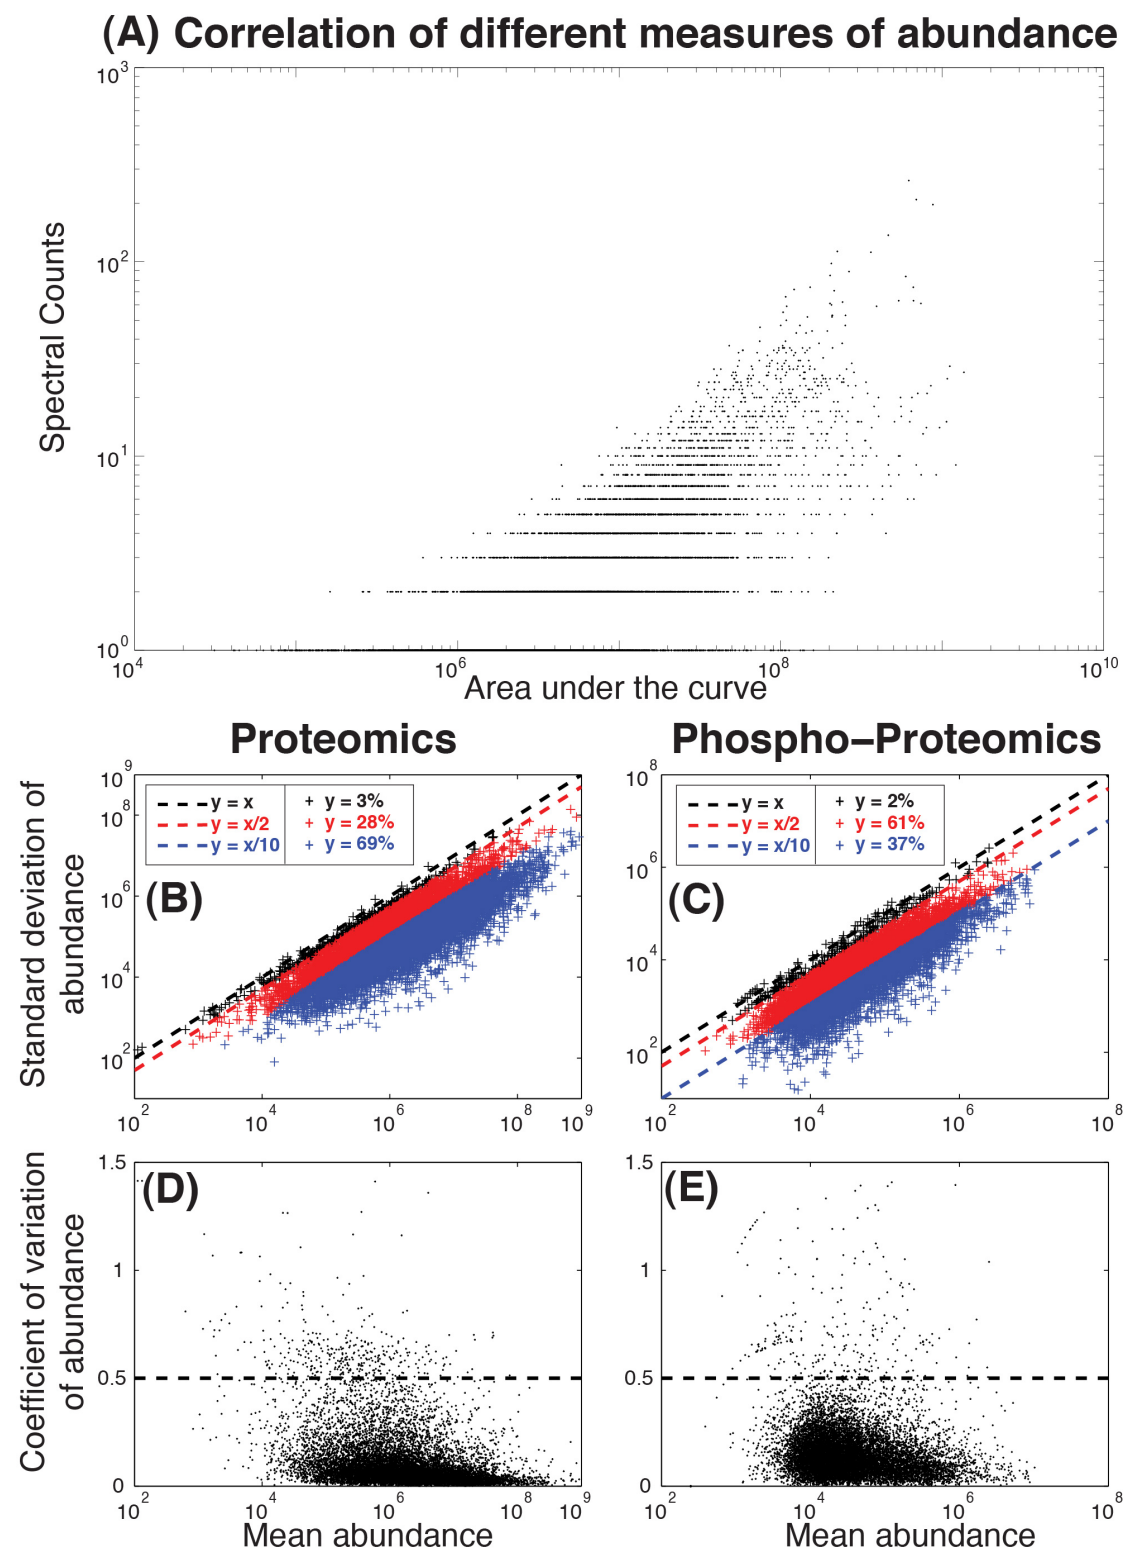 (A) Correlation of different measures of abundance
10^3
10^2
10^1
10^0
Spectral Counts
10^4
10^6
10^8
10^10
Area under the curve
Proteomics
Phospho–Proteomics
Standard deviation of
abundance
10^9
10^8
10^6
10^4
10^2
y = x
y = x/2
y = x/10
+ y = 3%
+ y = 28%
+ y = 69%
(B)
10^2
10^4
10^6
10^8
10^9
10^8
10^6
10^4
10^2
y = x
y = x/2
y = x/10
+ y = 2%
+ y = 61%
+ y = 37%
(C)
10^2
10^4
10^6
10^8
Coefficient of variation
of abundance
1.5
1
0.5
0
(D)
10^2
10^4
10^6
10^8
10^9
Mean abundance
1.5
1
0.5
0
(E)
10^2
10^4
10^6
10^8
Mean abundance